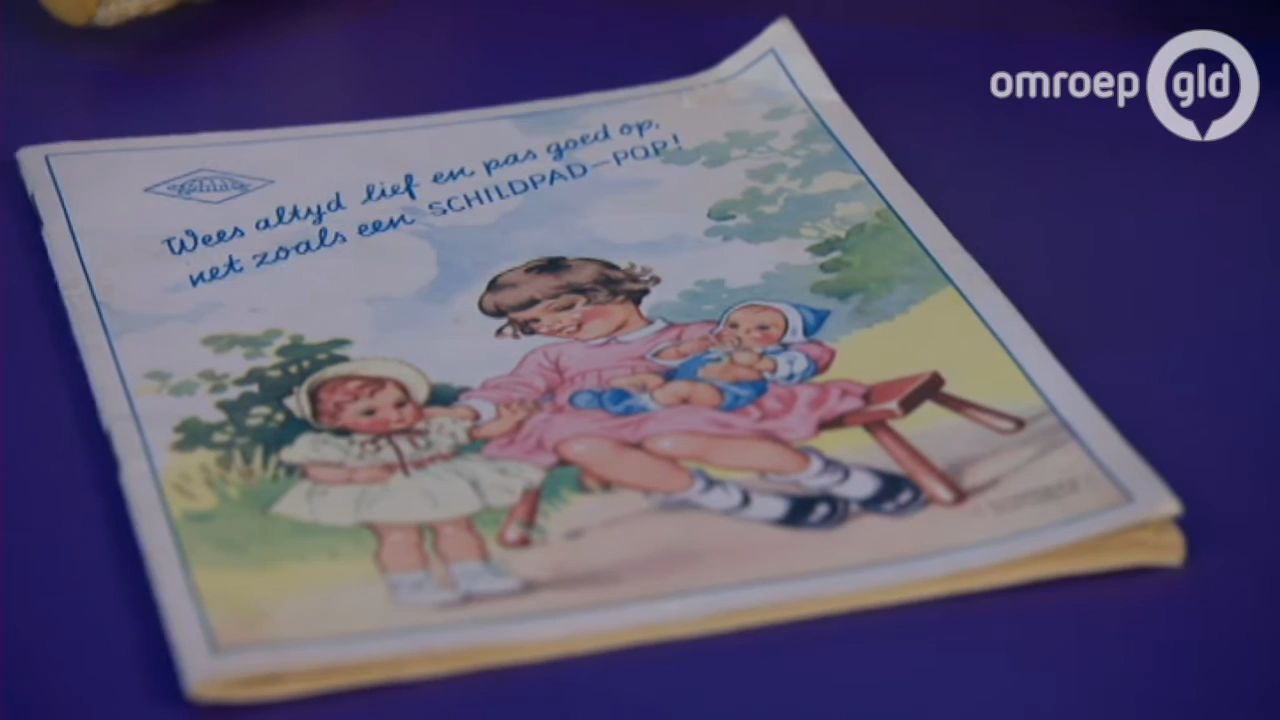 omroep gld
Wees altyd lief en pas goed op,
net zoals een SCHILDPAD-POP!